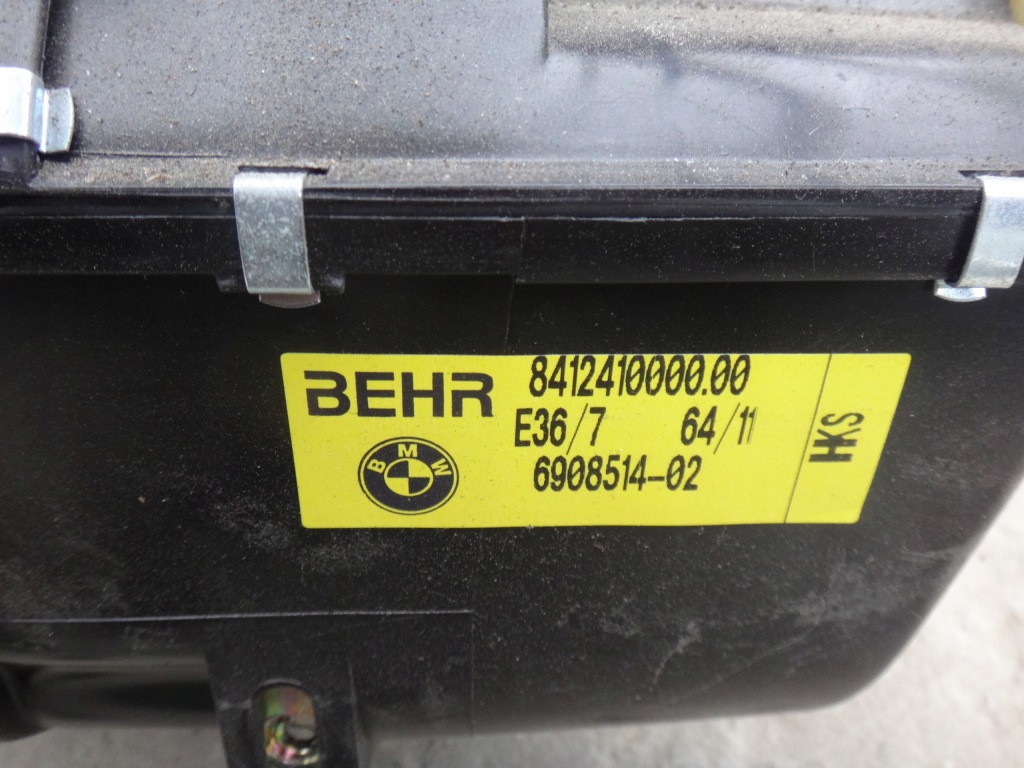 BEHR 8412410000.00
E36/7 64/11
BMW 6908514-02
HKS